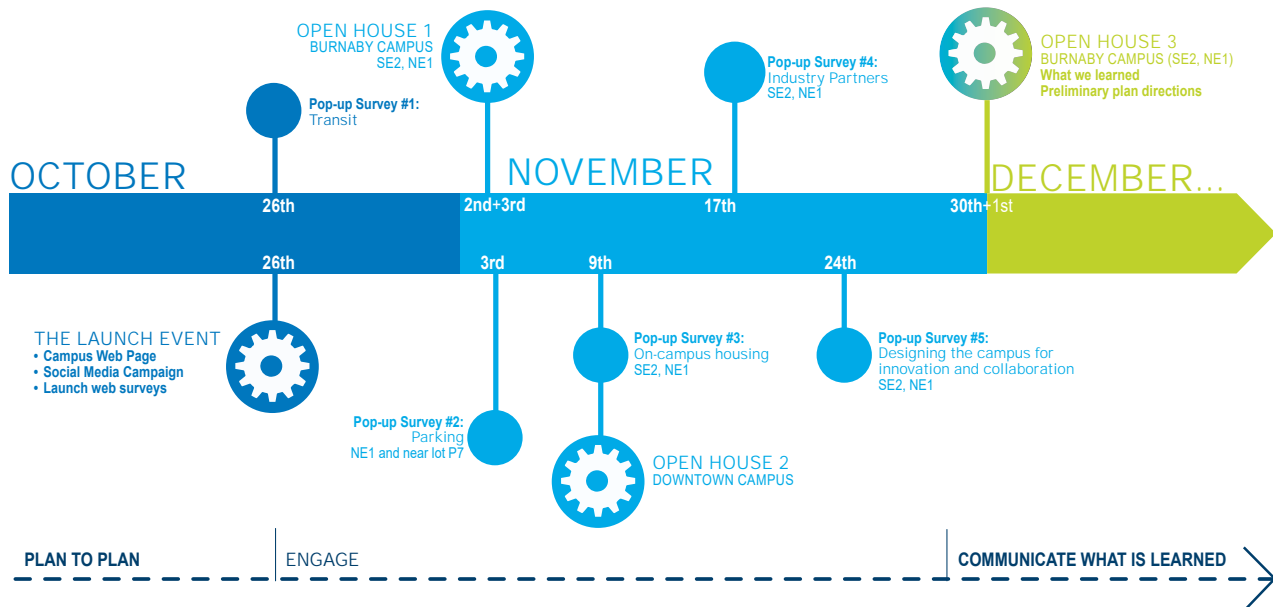 OPEN HOUSE 1
BURNABY CAMPUS
SE2, NE1
Pop-up Survey #1:
Transit
Pop-up Survey #4:
Industry Partners
SE2, NE1
OPEN HOUSE 3
BURNABY CAMPUS (SE2, NE1)
What we learned
Preliminary plan directions
OCTOBER
NOVEMBER
DECEMBER...
26th
2nd+3rd
17th
30th+1st
26th
3rd
9th
24th
THE LAUNCH EVENT
• Campus Web Page
• Social Media Campaign
• Launch web surveys
Pop-up Survey #2:
Parking
NE1 and near lot P7
Pop-up Survey #3:
On-campus housing
SE2, NE1
OPEN HOUSE 2
DOWNTOWN CAMPUS
Pop-up Survey #5:
Designing the campus for
innovation and collaboration
SE2, NE1
PLAN TO PLAN
ENGAGE
COMMUNICATE WHAT IS LEARNED